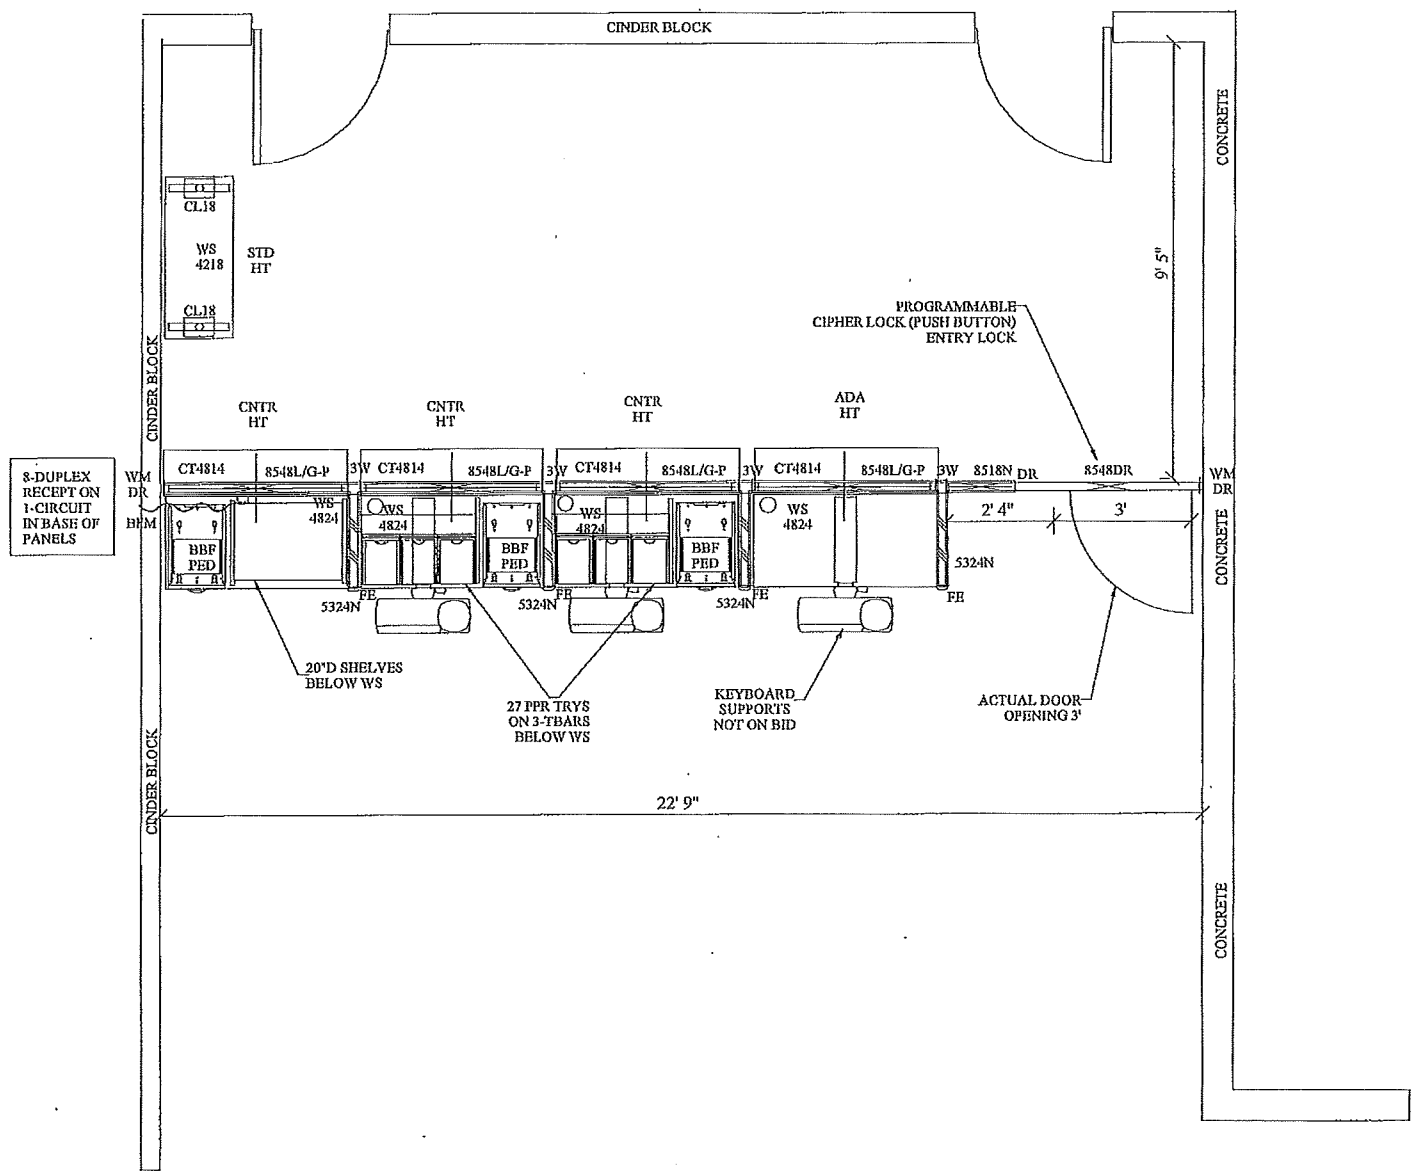 CINDER BLOCK
CONCRETE
CL18
WS
4218
STD
HT
CL18
9' 5"
PROGRAMMABLE
CIPHER LOCK (PUSH BUTTON)
ENTRY LOCK
CINDER BLOCK
CNTR
HT
CNTR
HT
CNTR
HT
ADA
HT
8-DUPLEX
RECEPT ON
1-CIRCUIT
IN BASE OF
PANELS
WM
DR
BFM
CT4814
8548L/G-P
3W
CT4814
8548L/G-P
3W
CT4814
8548L/G-P
3W
CT4814
8548L/G-P
3W
8518N
DR
8548DR
WM
DR
WS
4824
WS
4824
WS
4824
WS
4824
2' 4"
3'
CONCRETE
BBF
PED
BBF
PED
BBF
PED
5324N
FE
5324N
FE
5324N
FE
5324N
FE
20"D SHELVES
BELOW WS
27 PPR TRYS
ON 3-TBARS
BELOW WS
KEYBOARD
SUPPORTS
NOT ON BID
ACTUAL DOOR
OPENING 3'
CINDER BLOCK
22' 9"
CONCRETE